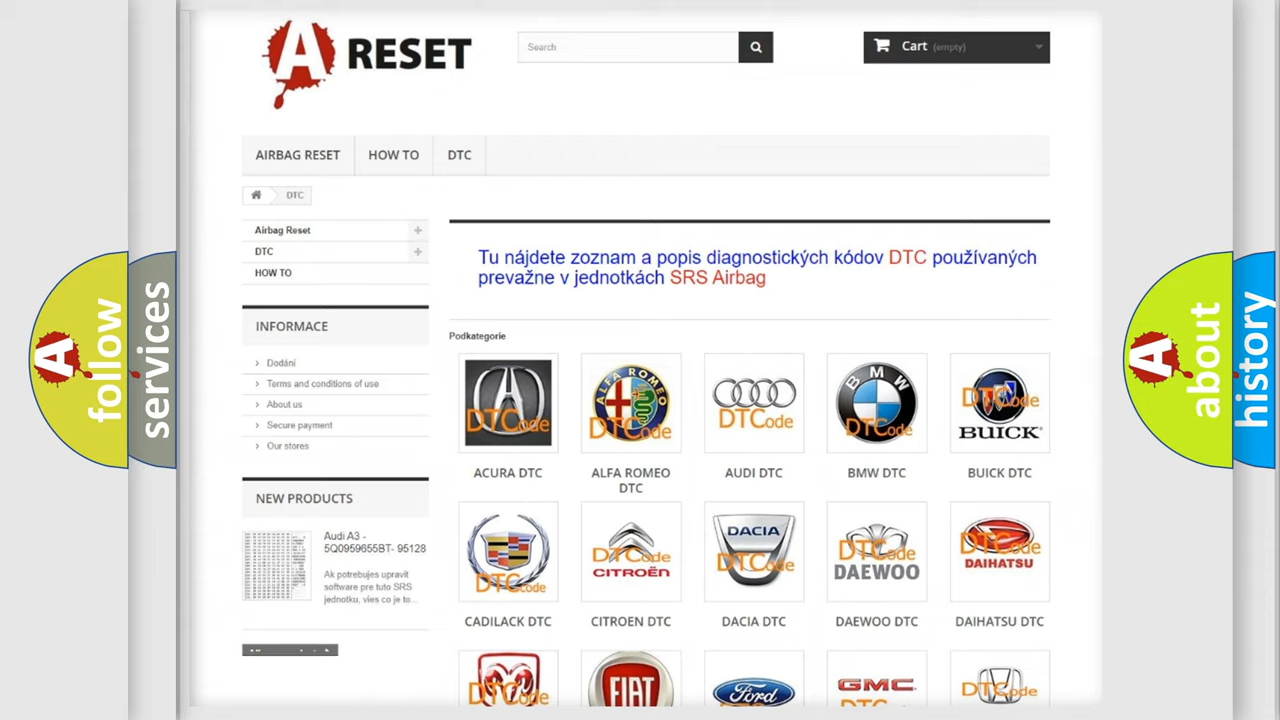 A RESET
Search
Cart (empty)
AIRBAG RESET
HOW TO
DTC
DTC
Airbag Reset
DTC
HOW TO
Tu nájdete zoznam a popis diagnostických kódov DTC používaných
prevažne v jednotkách SRS Airbag
INFORMACE
Dodání
Terms and conditions of use
About us
Secure payment
Our stores
NEW PRODUCTS
Audi A3 -
5Q0959655BT- 95128
Ak potrebujes upravit
software pre tuto SRS
jednotku, vies co je to...
Podkategorie
DTCode
ALFA ROMEO
DTCode
DTCode
BMW
DTCode
DTCode
BUICK
ACURA DTC
ALFA ROMEO
DTC
AUDI DTC
BMW DTC
BUICK DTC
DTCode
DTCode
CITROËN
DACIA
DTCode
DTCode
DAEWOO
DTCode
DAIHATSU
CADILACK DTC
CITROEN DTC
DACIA DTC
DAEWOO DTC
DAIHATSU DTC
DTCode
FIAT
Ford
GMC
DTCode
A follow
services
A about
history